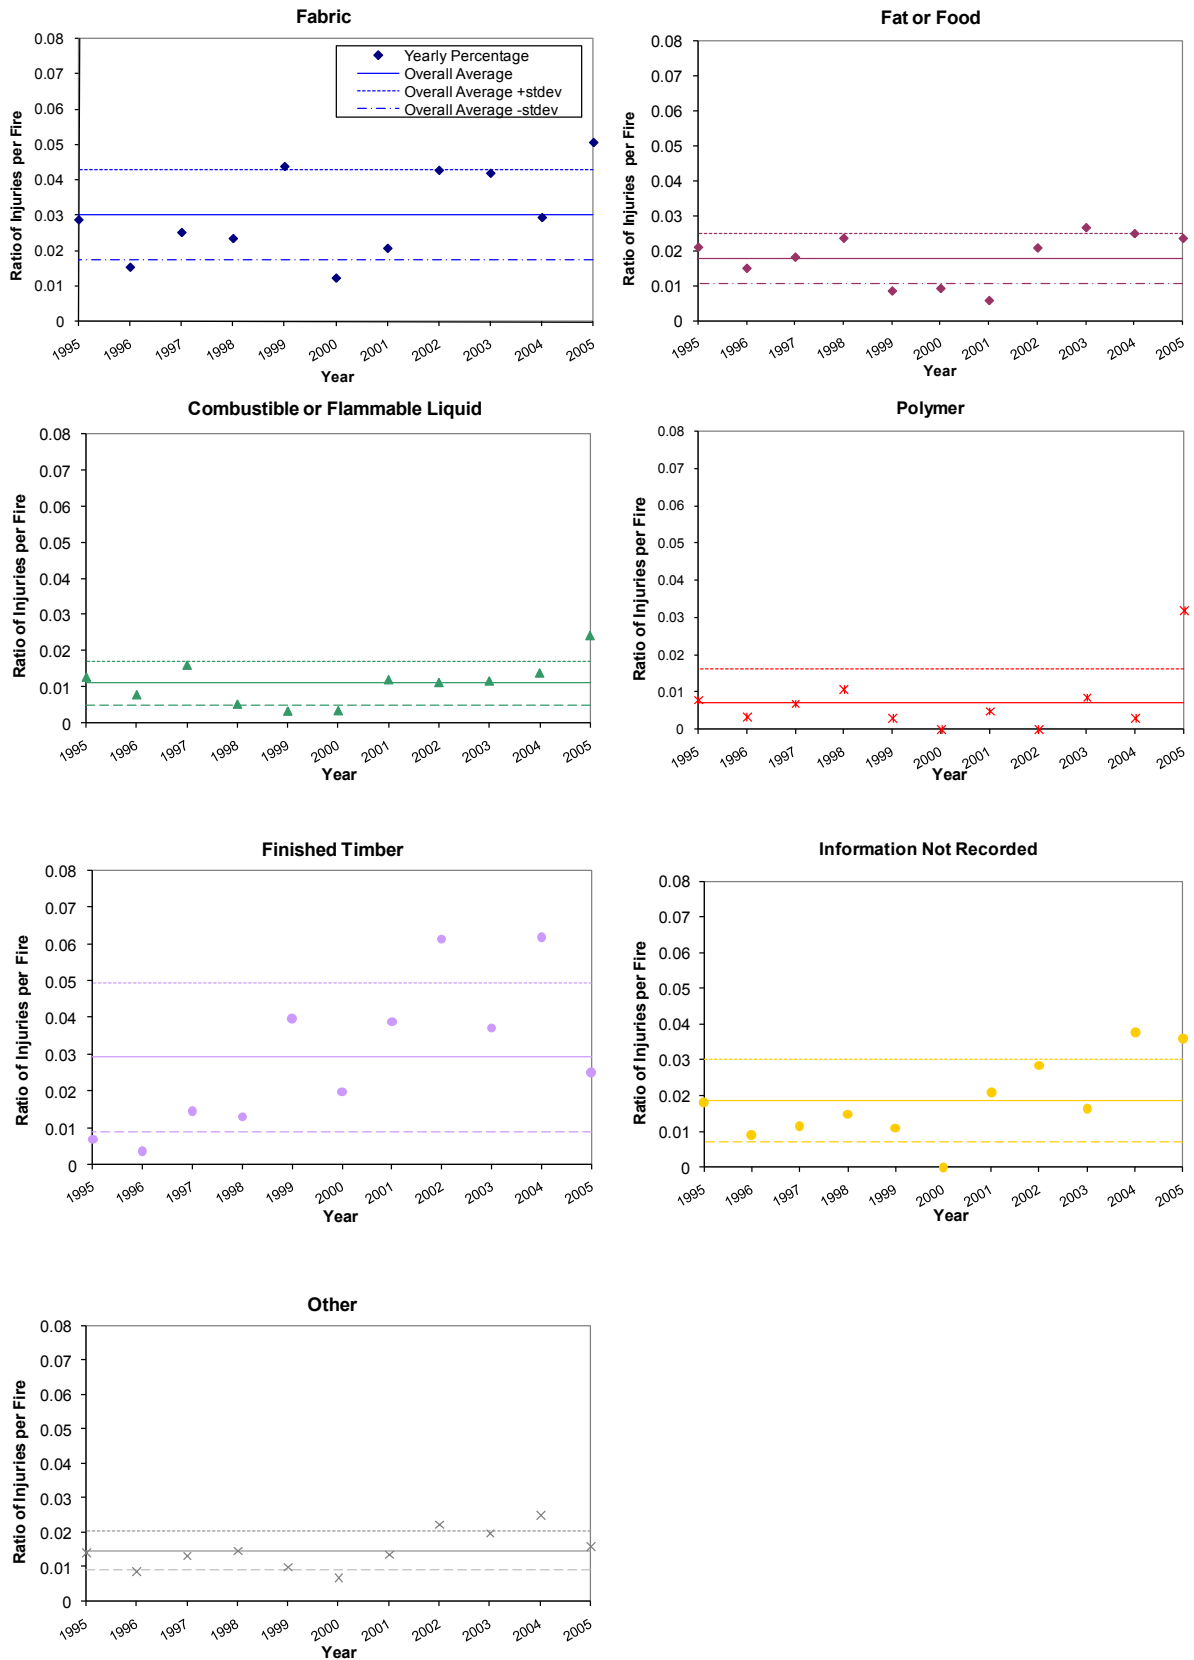 Fabric
0.08
0.07
0.06
0.05
0.04
0.03
0.02
0.01
0
Ratio of Injuries per Fire
Yearly Percentage
Overall Average
Overall Average +stdev
Overall Average -stdev
1995 1996 1997 1998 1999 2000 2001 2002 2003 2004 2005
Year
Fat or Food
0.08
0.07
0.06
0.05
0.04
0.03
0.02
0.01
0
Ratio of Injuries per Fire
1995 1996 1997 1998 1999 2000 2001 2002 2003 2004 2005
Year
Combustible or Flammable Liquid
0.08
0.07
0.06
0.05
0.04
0.03
0.02
0.01
0
Ratio of Injuries per Fire
1995 1996 1997 1998 1999 2000 2001 2002 2003 2004 2005
Year
Polymer
0.08
0.07
0.06
0.05
0.04
0.03
0.02
0.01
0
Ratio of Injuries per Fire
1995 1996 1997 1998 1999 2000 2001 2002 2003 2004 2005
Year
Finished Timber
0.08
0.07
0.06
0.05
0.04
0.03
0.02
0.01
0
Ratio of Injuries per Fire
1995 1996 1997 1998 1999 2000 2001 2002 2003 2004 2005
Year
Information Not Recorded
0.08
0.07
0.06
0.05
0.04
0.03
0.02
0.01
0
Ratio of Injuries per Fire
1995 1996 1997 1998 1999 2000 2001 2002 2003 2004 2005
Year
Other
0.08
0.07
0.06
0.05
0.04
0.03
0.02
0.01
0
Ratio of Injuries per Fire
1995 1996 1997 1998 1999 2000 2001 2002 2003 2004 2005
Year